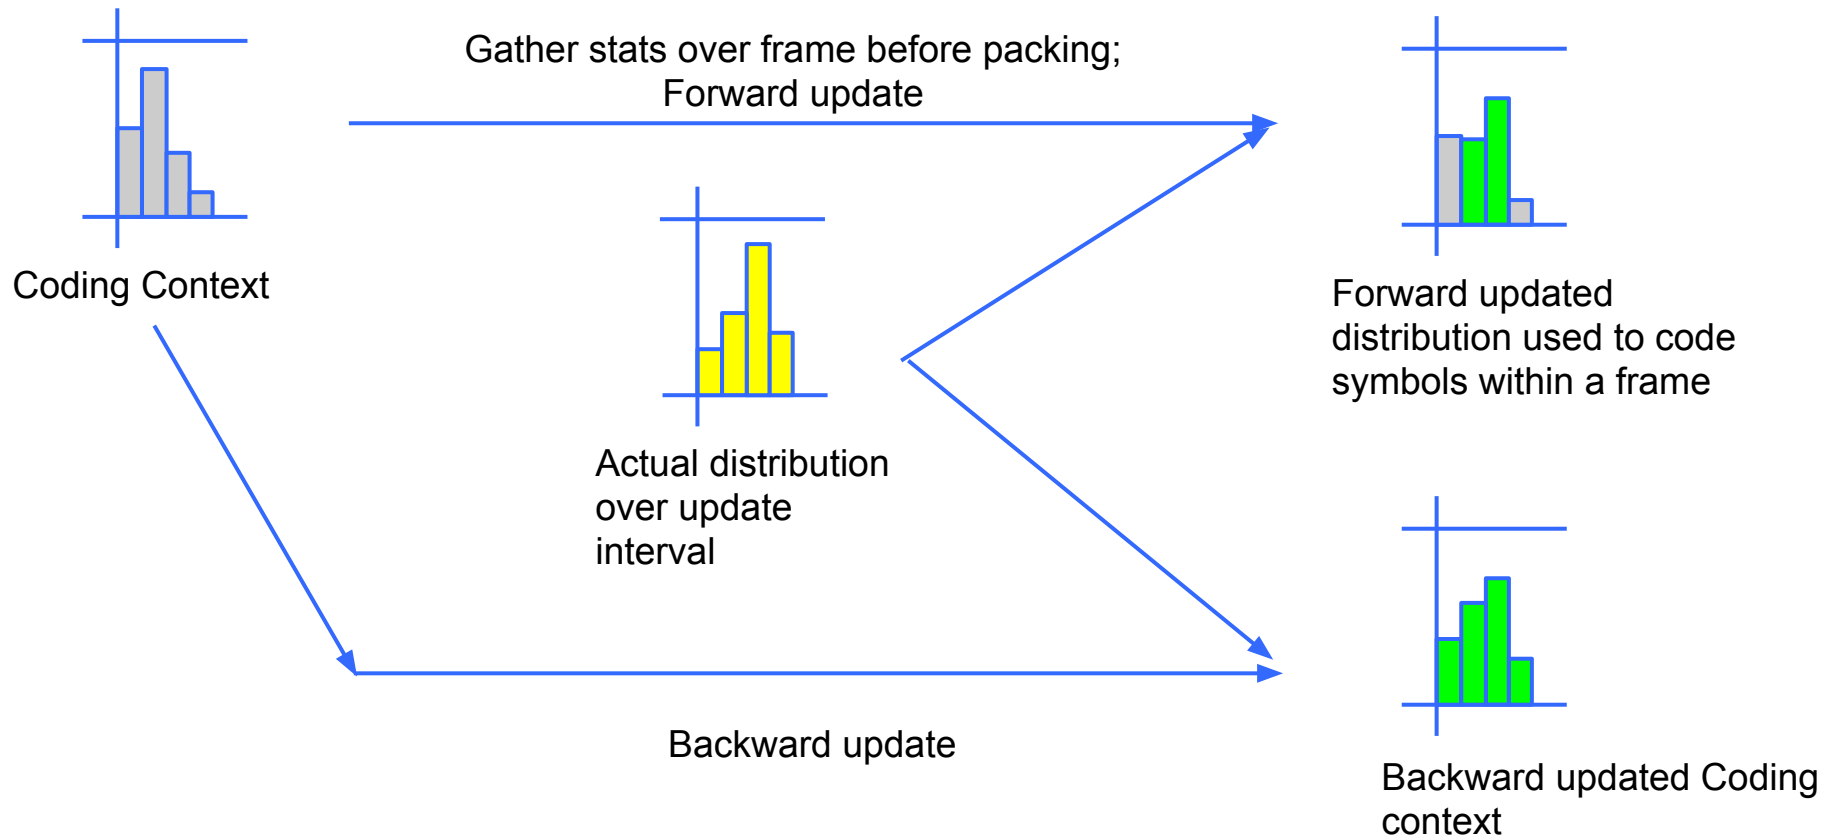 Gather stats over frame before packing;
Forward update
Coding Context
Forward updated
distribution used to code
symbols within a frame
Actual distribution
over update
interval
Backward update
Backward updated Coding
context